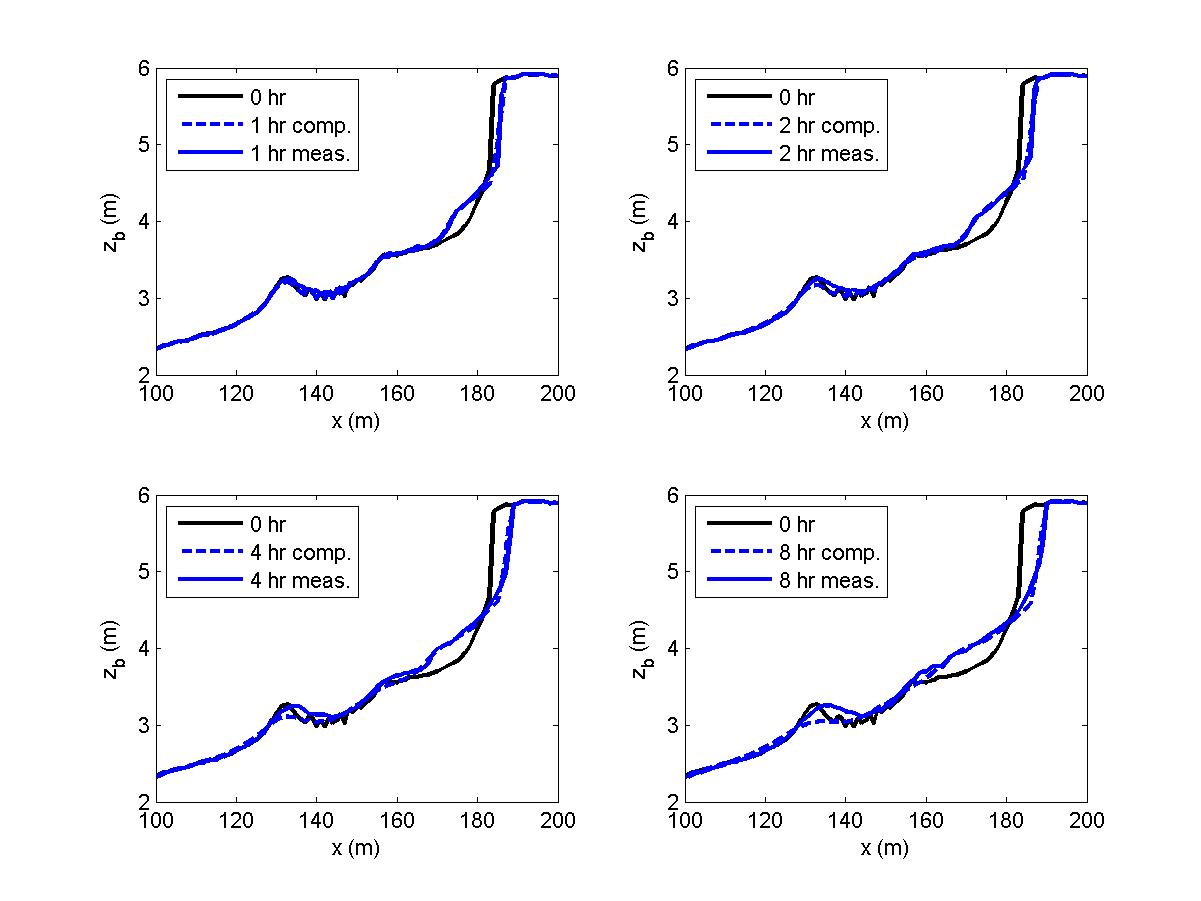 6
5
4
3
2
z_b (m)
0 hr
1 hr comp.
1 hr meas.
100 120 140 160 180 200
x (m)
6
5
4
3
2
z_b (m)
0 hr
2 hr comp.
2 hr meas.
100 120 140 160 180 200
x (m)
6
5
4
3
2
z_b (m)
0 hr
4 hr comp.
4 hr meas.
100 120 140 160 180 200
x (m)
6
5
4
3
2
z_b (m)
0 hr
8 hr comp.
8 hr meas.
100 120 140 160 180 200
x (m)